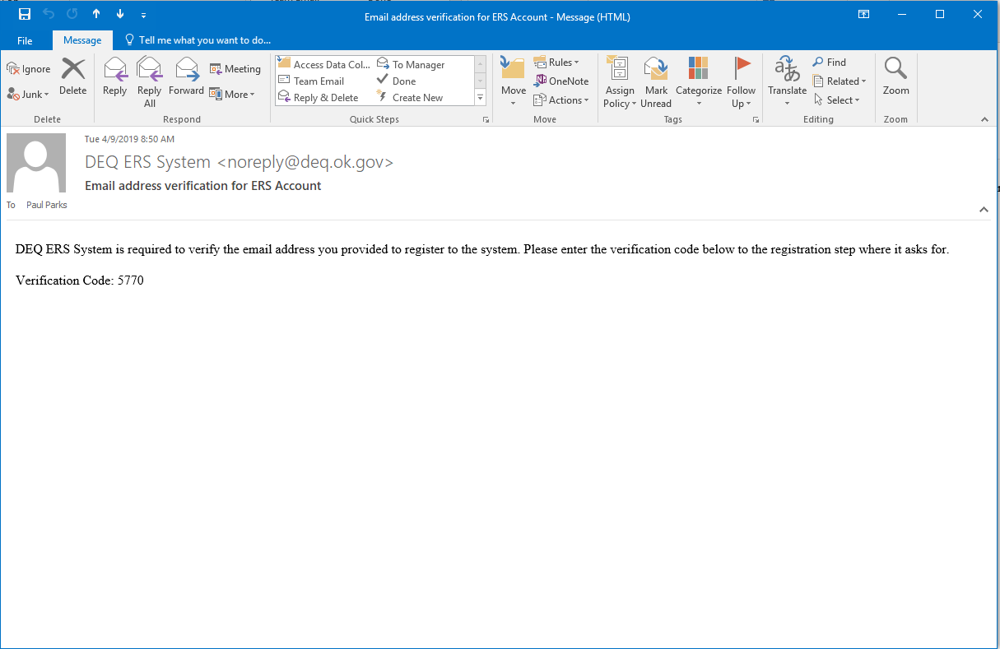 Email address verification for ERS Account - Message (HTML)
File Message Tell me what you want to do...
Ignore
Junk
Delete
Delete
Reply
Reply All
Forward
Meeting
More
Respond
Access Data Col... To Manager
Team Email Done
Reply & Delete Create New
Quick Steps
Move
Rules
OneNote
Actions
Move
Assign Policy
Mark Unread
Categorize
Follow Up
Tags
Translate
Find
Related
Select
Editing
Zoom
Zoom
Tue 4/9/2019 8:50 AM
DEQ ERS System <noreply@deq.ok.gov>
Email address verification for ERS Account
To Paul Parks
DEQ ERS System is required to verify the email address you provided to register to the system. Please enter the verification code below to the registration step where it asks for.
Verification Code: 5770